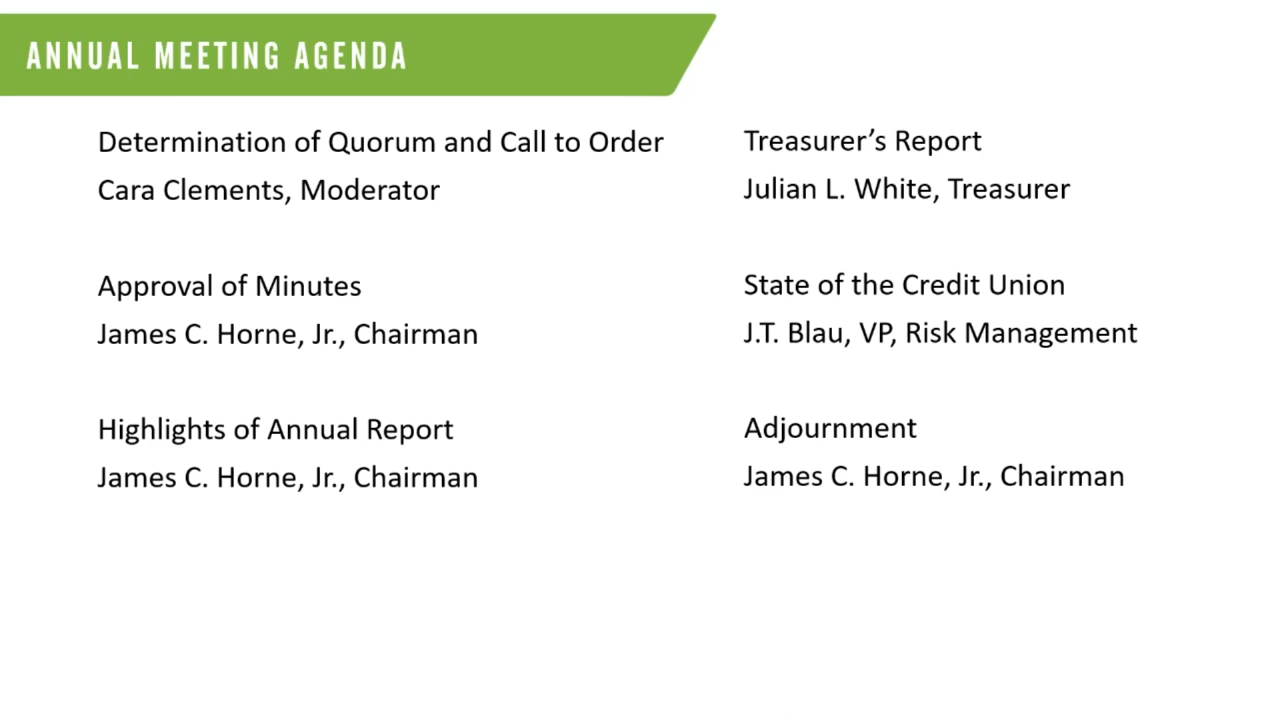 ANNUAL MEETING AGENDA
Determination of Quorum and Call to Order
Cara Clements, Moderator
Approval of Minutes
James C. Horne, Jr., Chairman
Highlights of Annual Report
James C. Horne, Jr., Chairman
Treasurer’s Report
Julian L. White, Treasurer
State of the Credit Union
J.T. Blau, VP, Risk Management
Adjournment
James C. Horne, Jr., Chairman